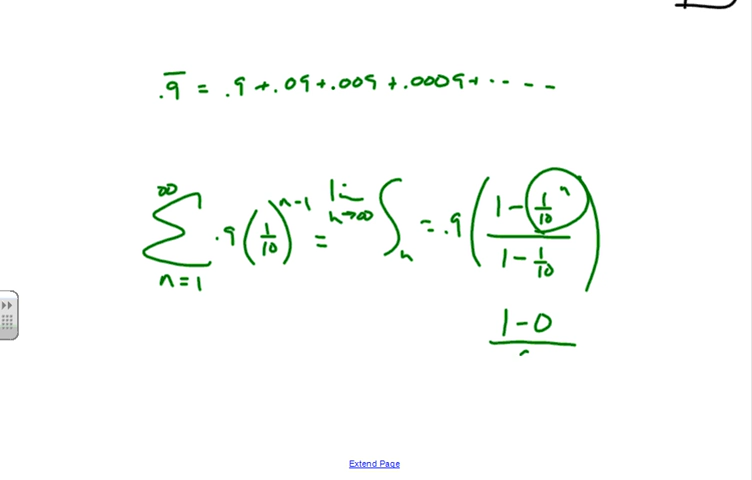 .9̅ = .9 + .09 + .009 + .0009 + ....--
∞ ∑ n=1 .9 (1/10)^n-1 = lim n→∞ S_n = .9 ( (1 - 1/10^n) / (1 - 1/10) )
1 - 0
Extend Page